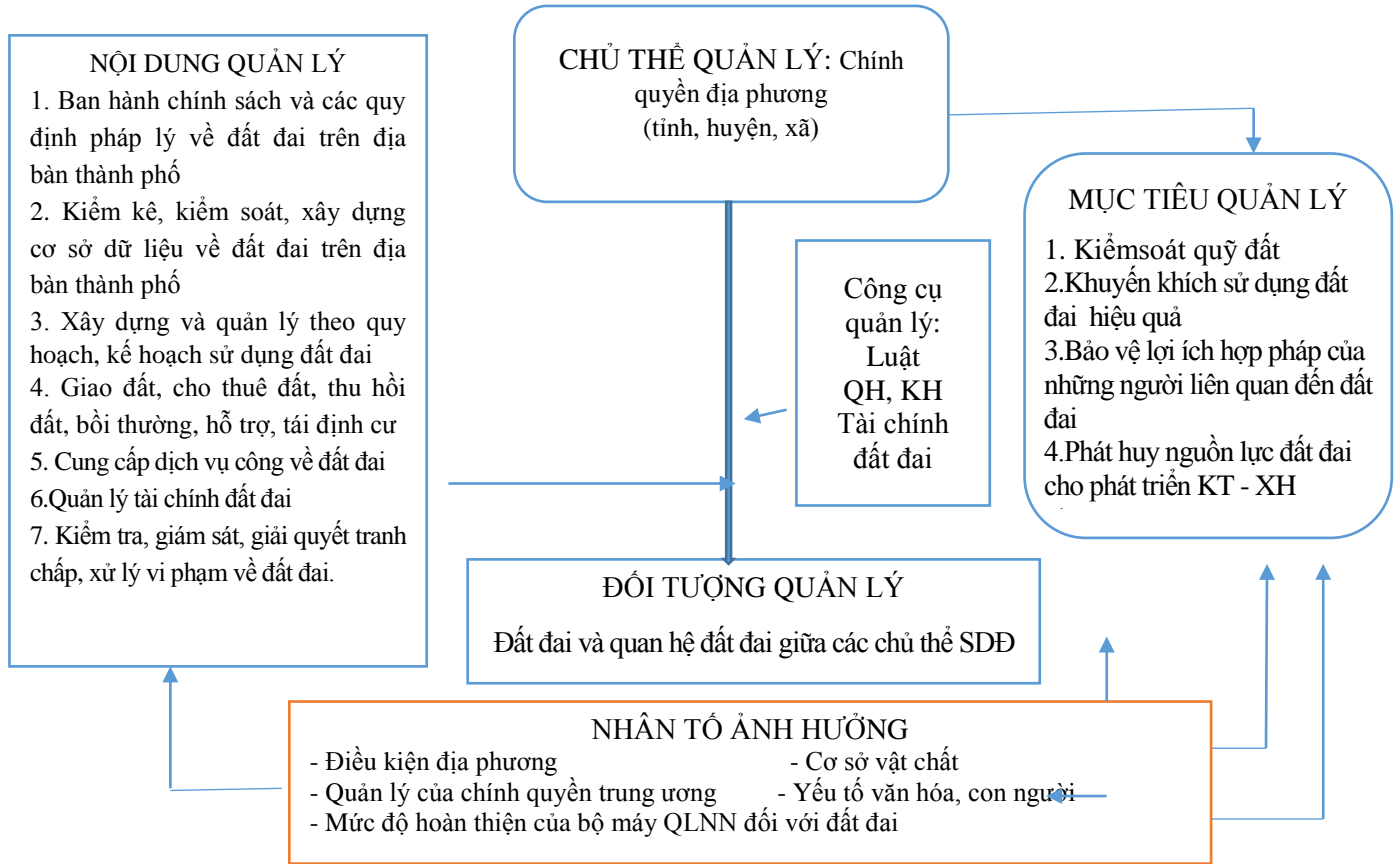 NỘI DUNG QUẢN LÝ
1. Ban hành chính sách và các quy
định pháp lý về đất đai trên địa
bàn thành phố
2. Kiểm kê, kiểm soát, xây dựng
cơ sở dữ liệu về đất đai trên địa
bàn thành phố
3. Xây dựng và quản lý theo quy
hoạch, kế hoạch sử dụng đất đai
4. Giao đất, cho thuê đất, thu hồi
đất, bồi thường, hỗ trợ, tái định cư
5. Cung cấp dịch vụ công về đất đai
6.Quản lý tài chính đất đai
7. Kiểm tra, giám sát, giải quyết tranh
chấp, xử lý vi phạm về đất đai.
CHỦ THỂ QUẢN LÝ: Chính
quyền địa phương
(tỉnh, huyện, xã)
Công cụ
quản lý:
Luật
QH, KH
Tài chính
đất đai
MỤC TIÊU QUẢN LÝ
1. Kiểmsoát quỹ đất
2.Khuyến khích sử dụng đất
đai hiệu quả
3.Bảo vệ lợi ích hợp pháp của
những người liên quan đến đất
đai
4.Phát huy nguồn lực đất đai
cho phát triển KT - XH
ĐỐI TƯỢNG QUẢN LÝ
Đất đai và quan hệ đất đai giữa các chủ thể SDĐ
NHÂN TỐ ẢNH HƯỞNG
- Điều kiện địa phương - Cơ sở vật chất
- Quản lý của chính quyền trung ương - Yếu tố văn hóa, con người
- Mức độ hoàn thiện của bộ máy QLNN đối với đất đai